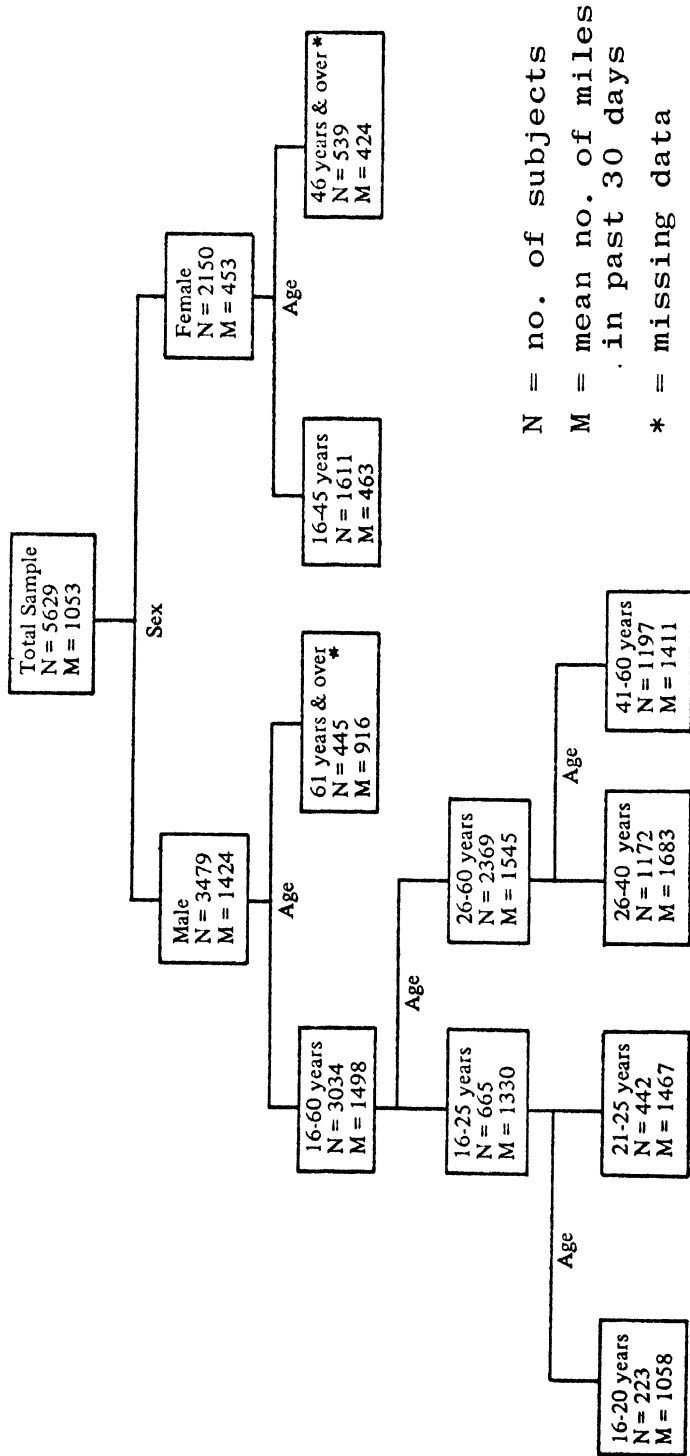 Total Sample
N = 5629
M = 1053
Sex
Male
N = 3479
M = 1424
Female
N = 2150
M = 453
Age
Age
16-60 years
N = 3034
M = 1498
61 years & over
*
N = 445
M = 916
16-45 years
N = 1611
M = 463
46 years & over *
N = 539
M = 424
Age
16-25 years
N = 665
M = 1330
26-60 years
N = 2369
M = 1545
Age
Age
16-20 years
N = 223
M = 1058
21-25 years
N = 442
M = 1467
26-40 years
N = 1172
M = 1683
41-60 years
N = 1197
M = 1411
N = no. of subjects
M = mean no. of miles
. in past 30 days
* = missing data